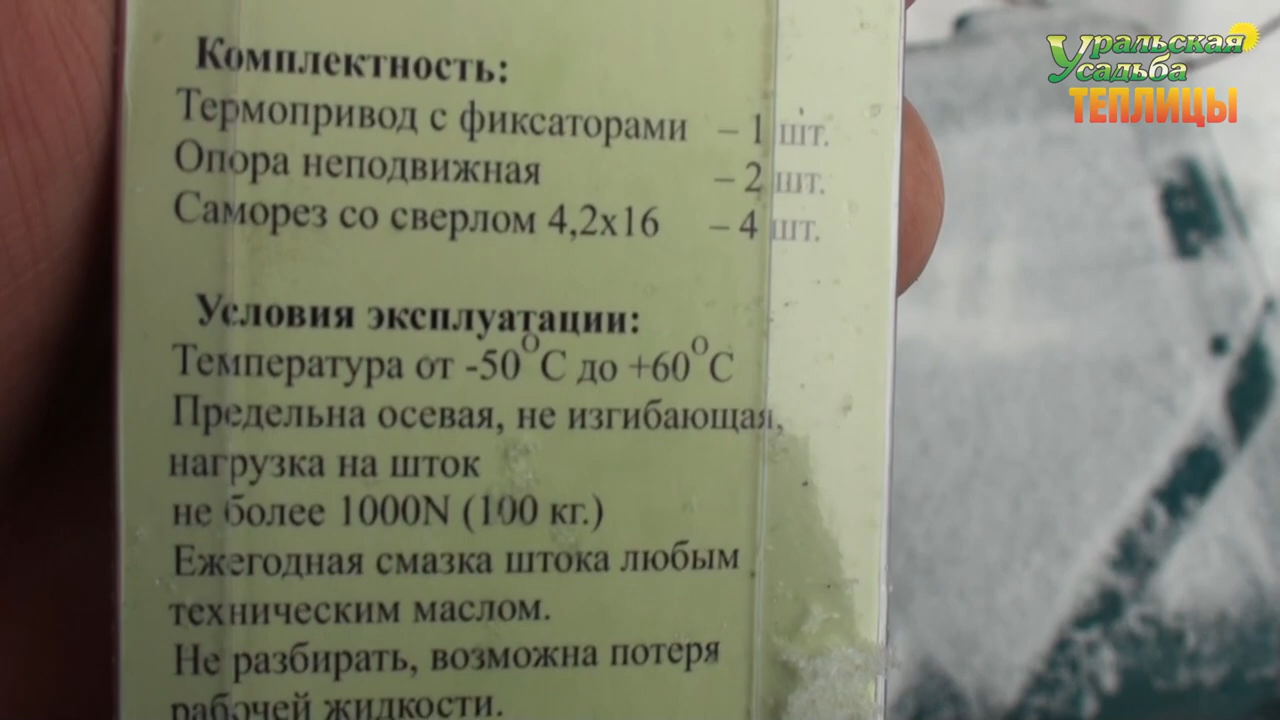 Уральская
Усадьба
ТЕПЛИЦЫ
Комплектность:
Термопривод с фиксаторами – 1 шт.
Опора неподвижная – 2 шт.
Саморез со сверлом 4,2х16 – 4 шт.
Условия эксплуатации:
Температура от -50°С до +60°С
Предельна осевая, не изгибающая,
нагрузка на шток
не более 1000N (100 кг.)
Ежегодная смазка штока любым
техническим маслом.
Не разбирать, возможна потеря
рабочей жидкости.